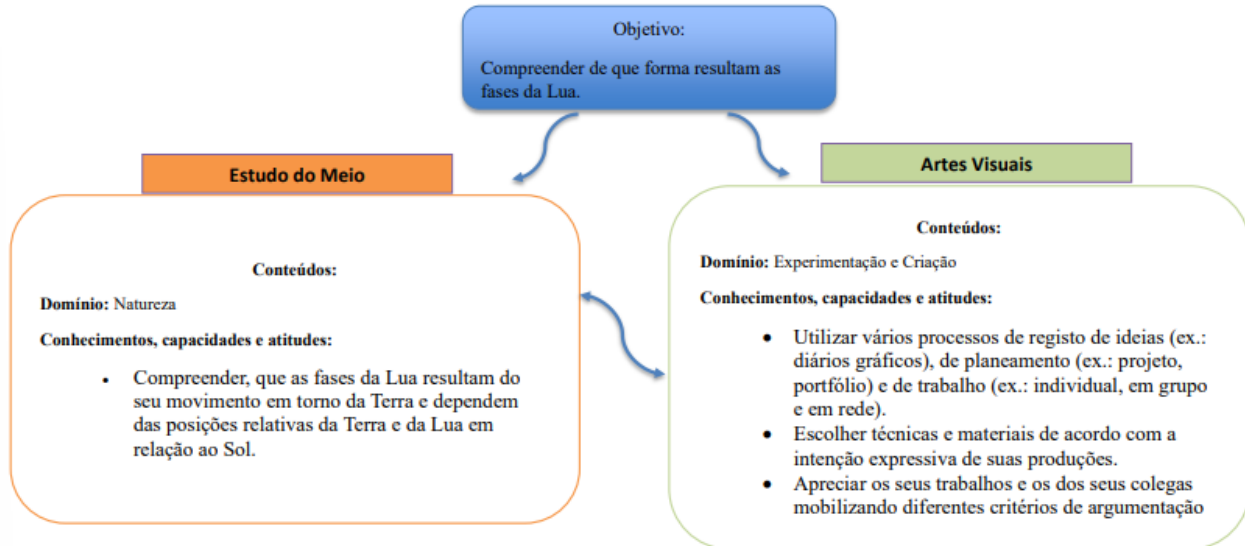 Objetivo:
Compreender de que forma resultam as
fases da Lua.
Estudo do Meio
Conteúdos:
Domínio: Natureza
Conhecimentos, capacidades e atitudes:
• Compreender, que as fases da Lua resultam do
seu movimento em torno da Terra e dependem
das posições relativas da Terra e da Lua em
relação ao Sol.
Artes Visuais
Conteúdos:
Domínio: Experimentação e Criação
Conhecimentos, capacidades e atitudes:
• Utilizar vários processos de registo de ideias (ex.:
diários gráficos), de planeamento (ex.: projeto,
portfólio) e de trabalho (ex.: individual, em grupo
e em rede).
• Escolher técnicas e materiais de acordo com a
intenção expressiva de suas produções.
• Apreciar os seus trabalhos e os dos seus colegas
mobilizando diferentes critérios de argumentação